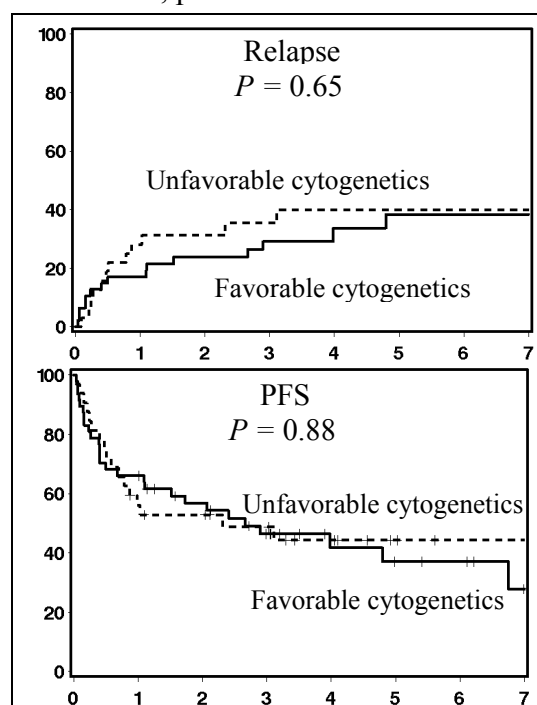 100
Relapse
P = 0.65
80
60
Unfavorable cytogenetics
40
20
Favorable cytogenetics
0
0 1 2 3 4 5 6 7
100
PFS
P = 0.88
80
60
Unfavorable cytogenetics
40
Favorable cytogenetics
20
0
0 1 2 3 4 5 6 7